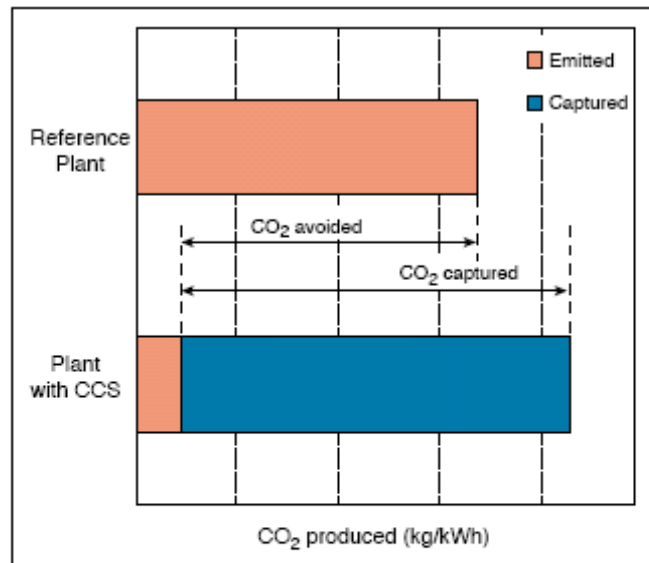 Emitted
Captured
Reference
Plant
CO₂ avoided
CO₂ captured
Plant
with CCS
CO₂ produced (kg/kWh)